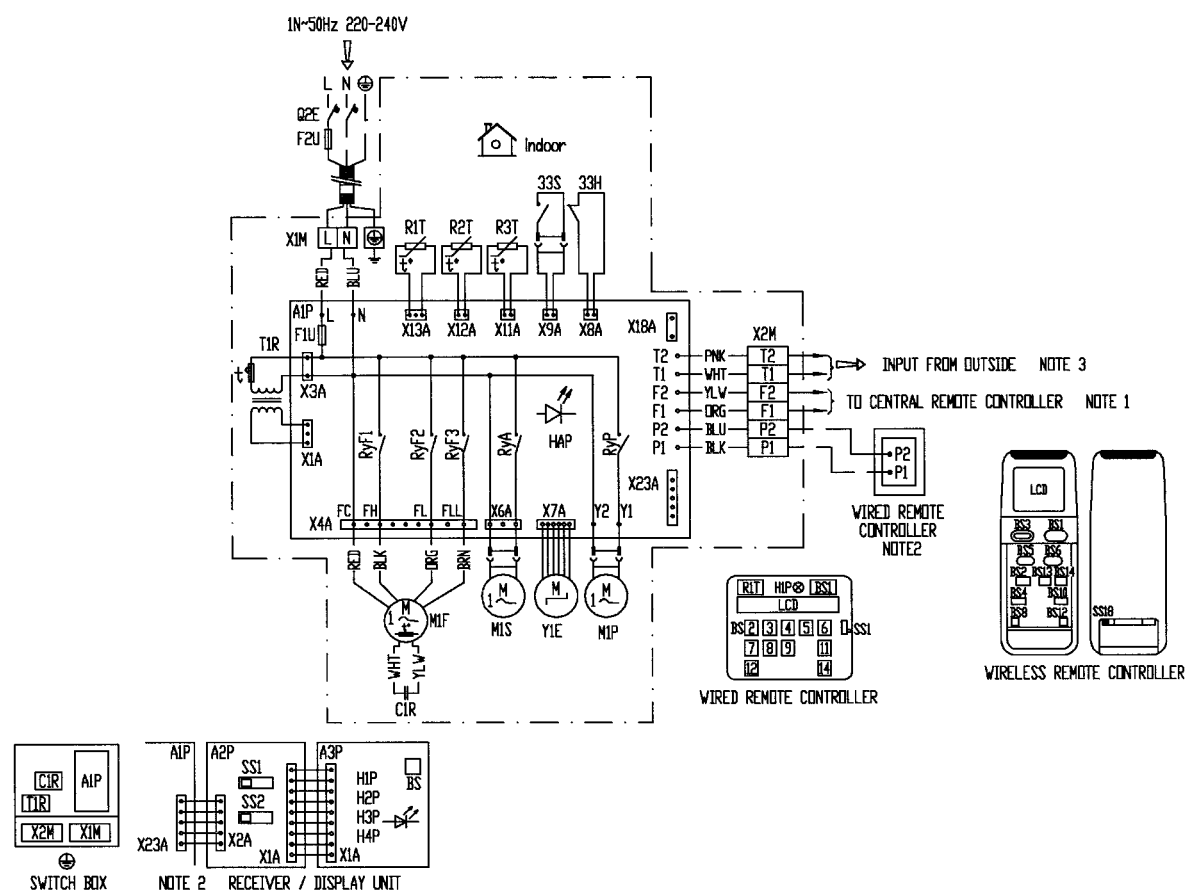 1N~50Hz 220-240V
L N
Q2E
F2U
Indoor
33S 33H
R1T R2T R3T
t° t° t°
X1M L N
RED BLU
A1P L N
X13A X12A X11A X9A X8A
X18A
X2M
F1U
T1R
t°
X3A
X1A
T2 PNK T2
T1 WHT T1
F2 YLW F2
F1 ORG F1
P2 BLU P2
P1 BLK P1
INPUT FROM OUTSIDE NOTE 3
TO CENTRAL REMOTE CONTROLLER NOTE 1
P2
P1
WIRED REMOTE
CONTROLLER
NOTE2
RyF1 RyF2 RyF3 RyA RyP
HAP
X23A
X4A FC FH FL FLL X6A X7A Y2 Y1
RED BLK ORG BRN
M 1~ t° M1F
M 1~ M1S
M Y1E
M 1~ M1P
WHT YLW
C1R
R1T H1P BS1
LCD
BS 2 3 4 5 6 SS1
7 8 9 11
12 14
WIRED REMOTE CONTROLLER
LCD
BS3 BS1
BS5 BS6
BS2 BS13 BS14
BS4 BS10
BS8 BS12
SS18
WIRELESS REMOTE CONTROLLER
C1R A1P
T1R
X2M X1M
SWITCH BOX
A1P A2P A3P
SS1
SS2
X23A X2A X1A X1A
H1P
H2P
H3P
H4P
BS
NOTE 2 RECEIVER / DISPLAY UNIT